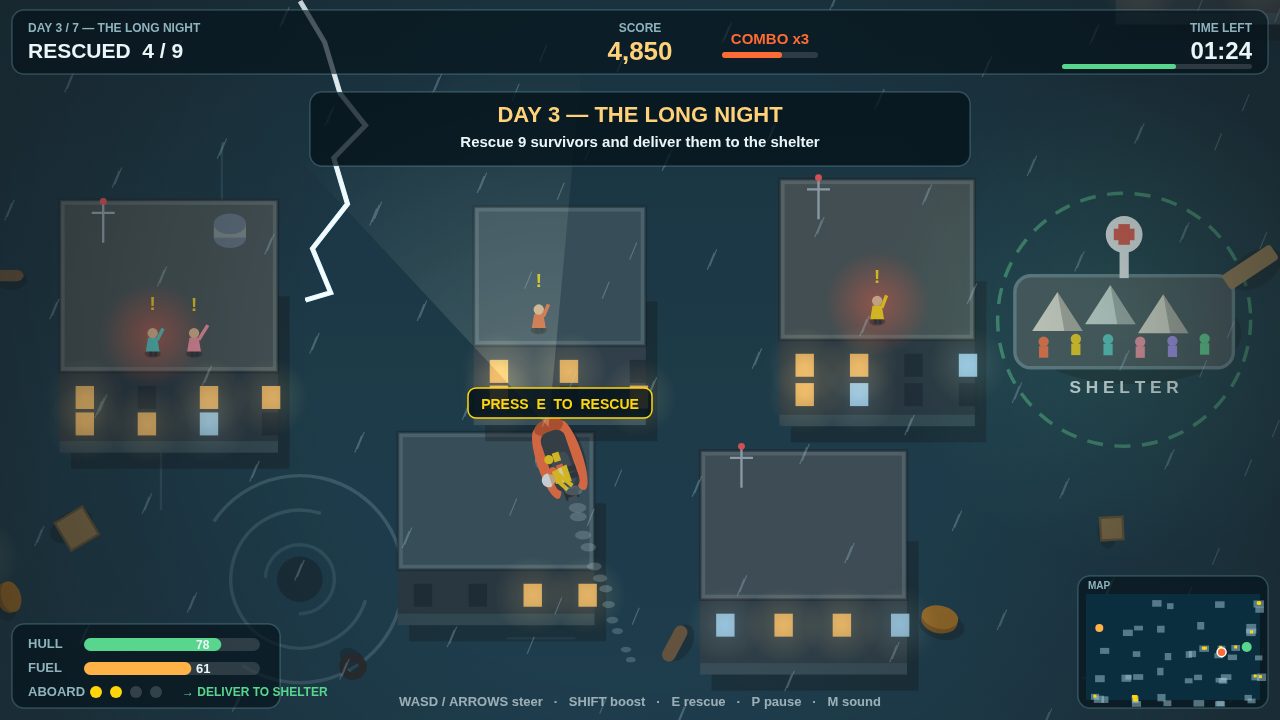 DAY 3 / 7 — THE LONG NIGHT
RESCUED 4 / 9
SCORE
4,850
COMBO x3
TIME LEFT
01:24
DAY 3 — THE LONG NIGHT
Rescue 9 survivors and deliver them to the shelter
!
!
!
!
SHELTER
PRESS E TO RESCUE
MAP
HULL 78
FUEL 61
ABOARD → DELIVER TO SHELTER
WASD / ARROWS steer · SHIFT boost · E rescue · P pause · M sound